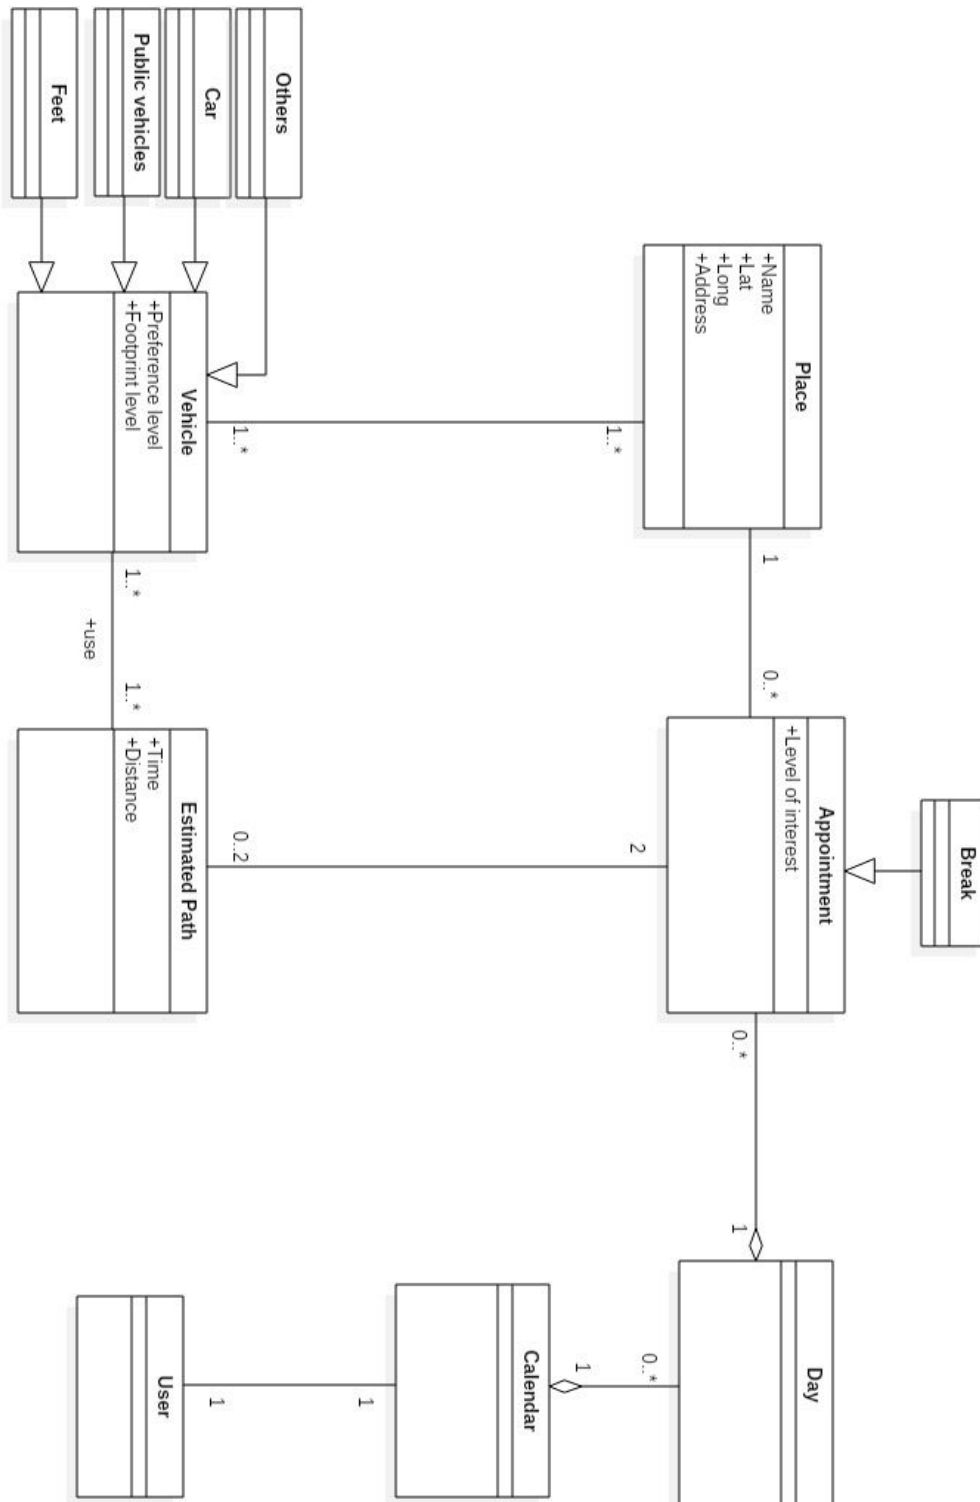 User
1
1
Calendar
1
0..*
Day
1
0..*
Break
Appointment
+Level of interest
2
0..2
Estimated Path
+Time
+Distance
0..*
1
Place
+Name
+Lat
+Long
+Address
1..*
1..*
Vehicle
+Preference level
+Footprint level
1..*
+use
1..*
Others
Car
Public vehicles
Feet